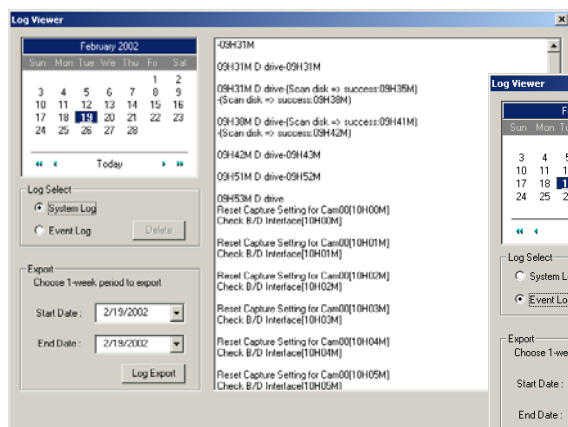 Log Viewer
February 2002
Sun Mon Tue We Thu Fri Sat
1 2
3 4 5 6 7 8 9
10 11 12 13 14 15 16
17 18 19 20 21 22 23
24 25 26 27 28
Today
Log Select
System Log
Event Log
Delete
Export
Choose 1-week period to export
Start Date : 2/19/2002
End Date : 2/19/2002
Log Export
-09H31M
09H31M D drive-09H31M
09H31M D drive-(Scan disk => success:09H35M)
-(Scan disk => success:09H38M)
09H38M D drive-(Scan disk => success:09H41M)
-(Scan disk => success:09H42M)
09H42M D drive-09H43M
09H51M D drive-09H52M
09H53M D drive
Reset Capture Setting for Cam00[10H00M]
Check B/D Interface[10H00M]
Reset Capture Setting for Cam00[10H01M]
Check B/D Interface[10H01M]
Reset Capture Setting for Cam00[10H02M]
Check B/D Interface[10H02M]
Reset Capture Setting for Cam00[10H03M]
Check B/D Interface[10H03M]
Reset Capture Setting for Cam00[10H04M]
Check B/D Interface[10H04M]
Reset Capture Setting for Cam00[10H05M]
Check B/D Interface[10H05M]
Log Viewer
Sun Mon
3 4
10 11
17 18
24 25
Log Select
System
Event
Export
Start Date :
End Date :